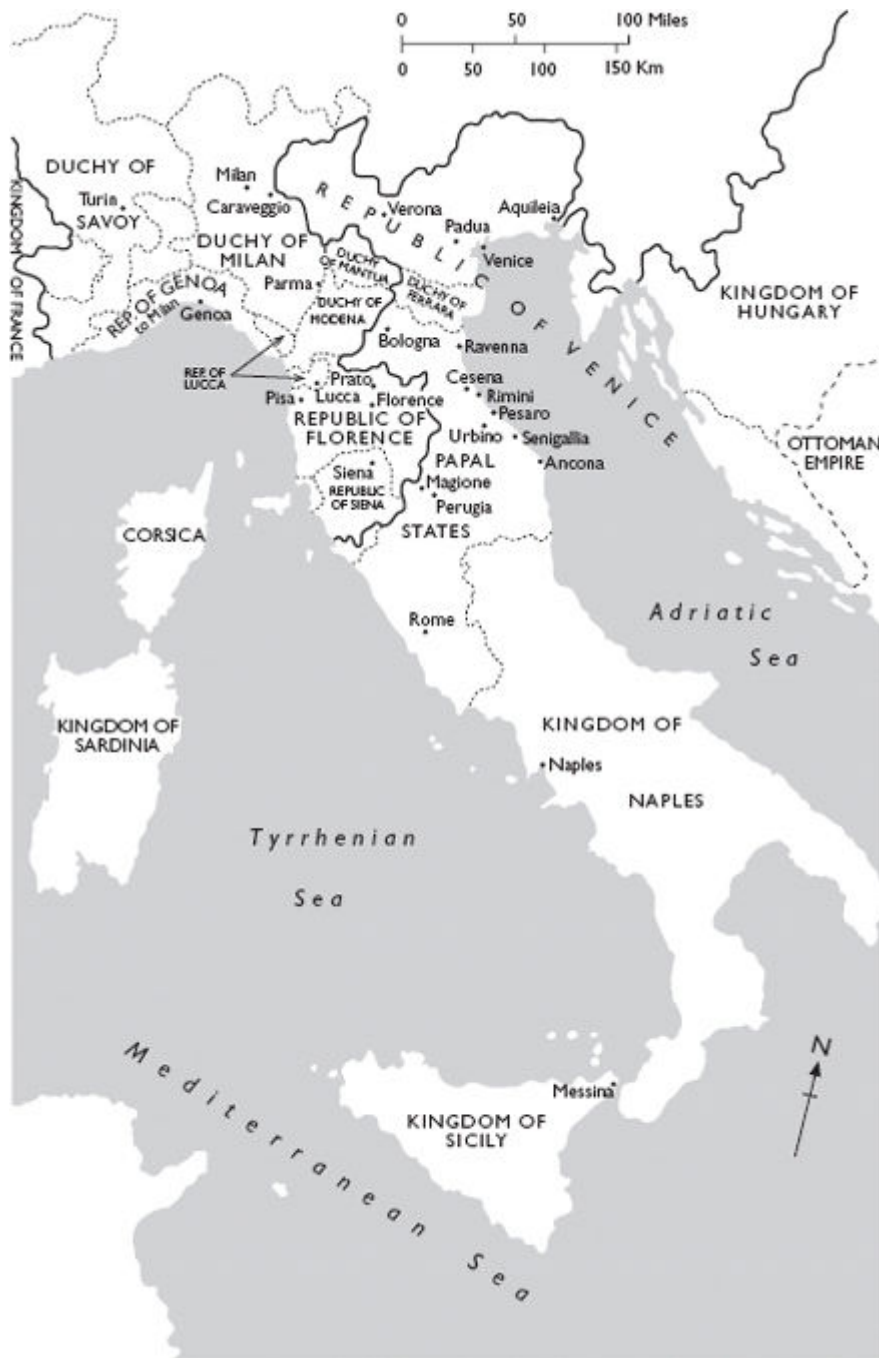 0 50 100 Miles
0 50 100 150 Km
DUCHY OF
SAVOY
Turin
KINGDOM OF FRANCE
Milan
Caraveggio
DUCHY OF
MILAN
REPUBLIC OF VENICE
Verona
Padua
Aquileia
Venice
DUCHY
OF MANTUA
DUCHY OF
FERRARA
Parma
DUCHY OF
MODENA
REP. OF GENOA
to Milan
Genoa
KINGDOM OF
HUNGARY
Bologna
Ravenna
REP. OF
LUCCA
Prato
Cesena
Pisa
Lucca
Florence
Rimini
Pesaro
REPUBLIC OF
FLORENCE
Urbino
Senigallia
OTTOMAN
EMPIRE
Siena
REPUBLIC
OF SIENA
PAPAL
STATES
Ancona
Magione
Perugia
CORSICA
Rome
Adriatic
Sea
KINGDOM OF
SARDINIA
KINGDOM OF
NAPLES
Naples
Tyrrhenian
Sea
N
Mediterranean Sea
Messina
KINGDOM OF
SICILY